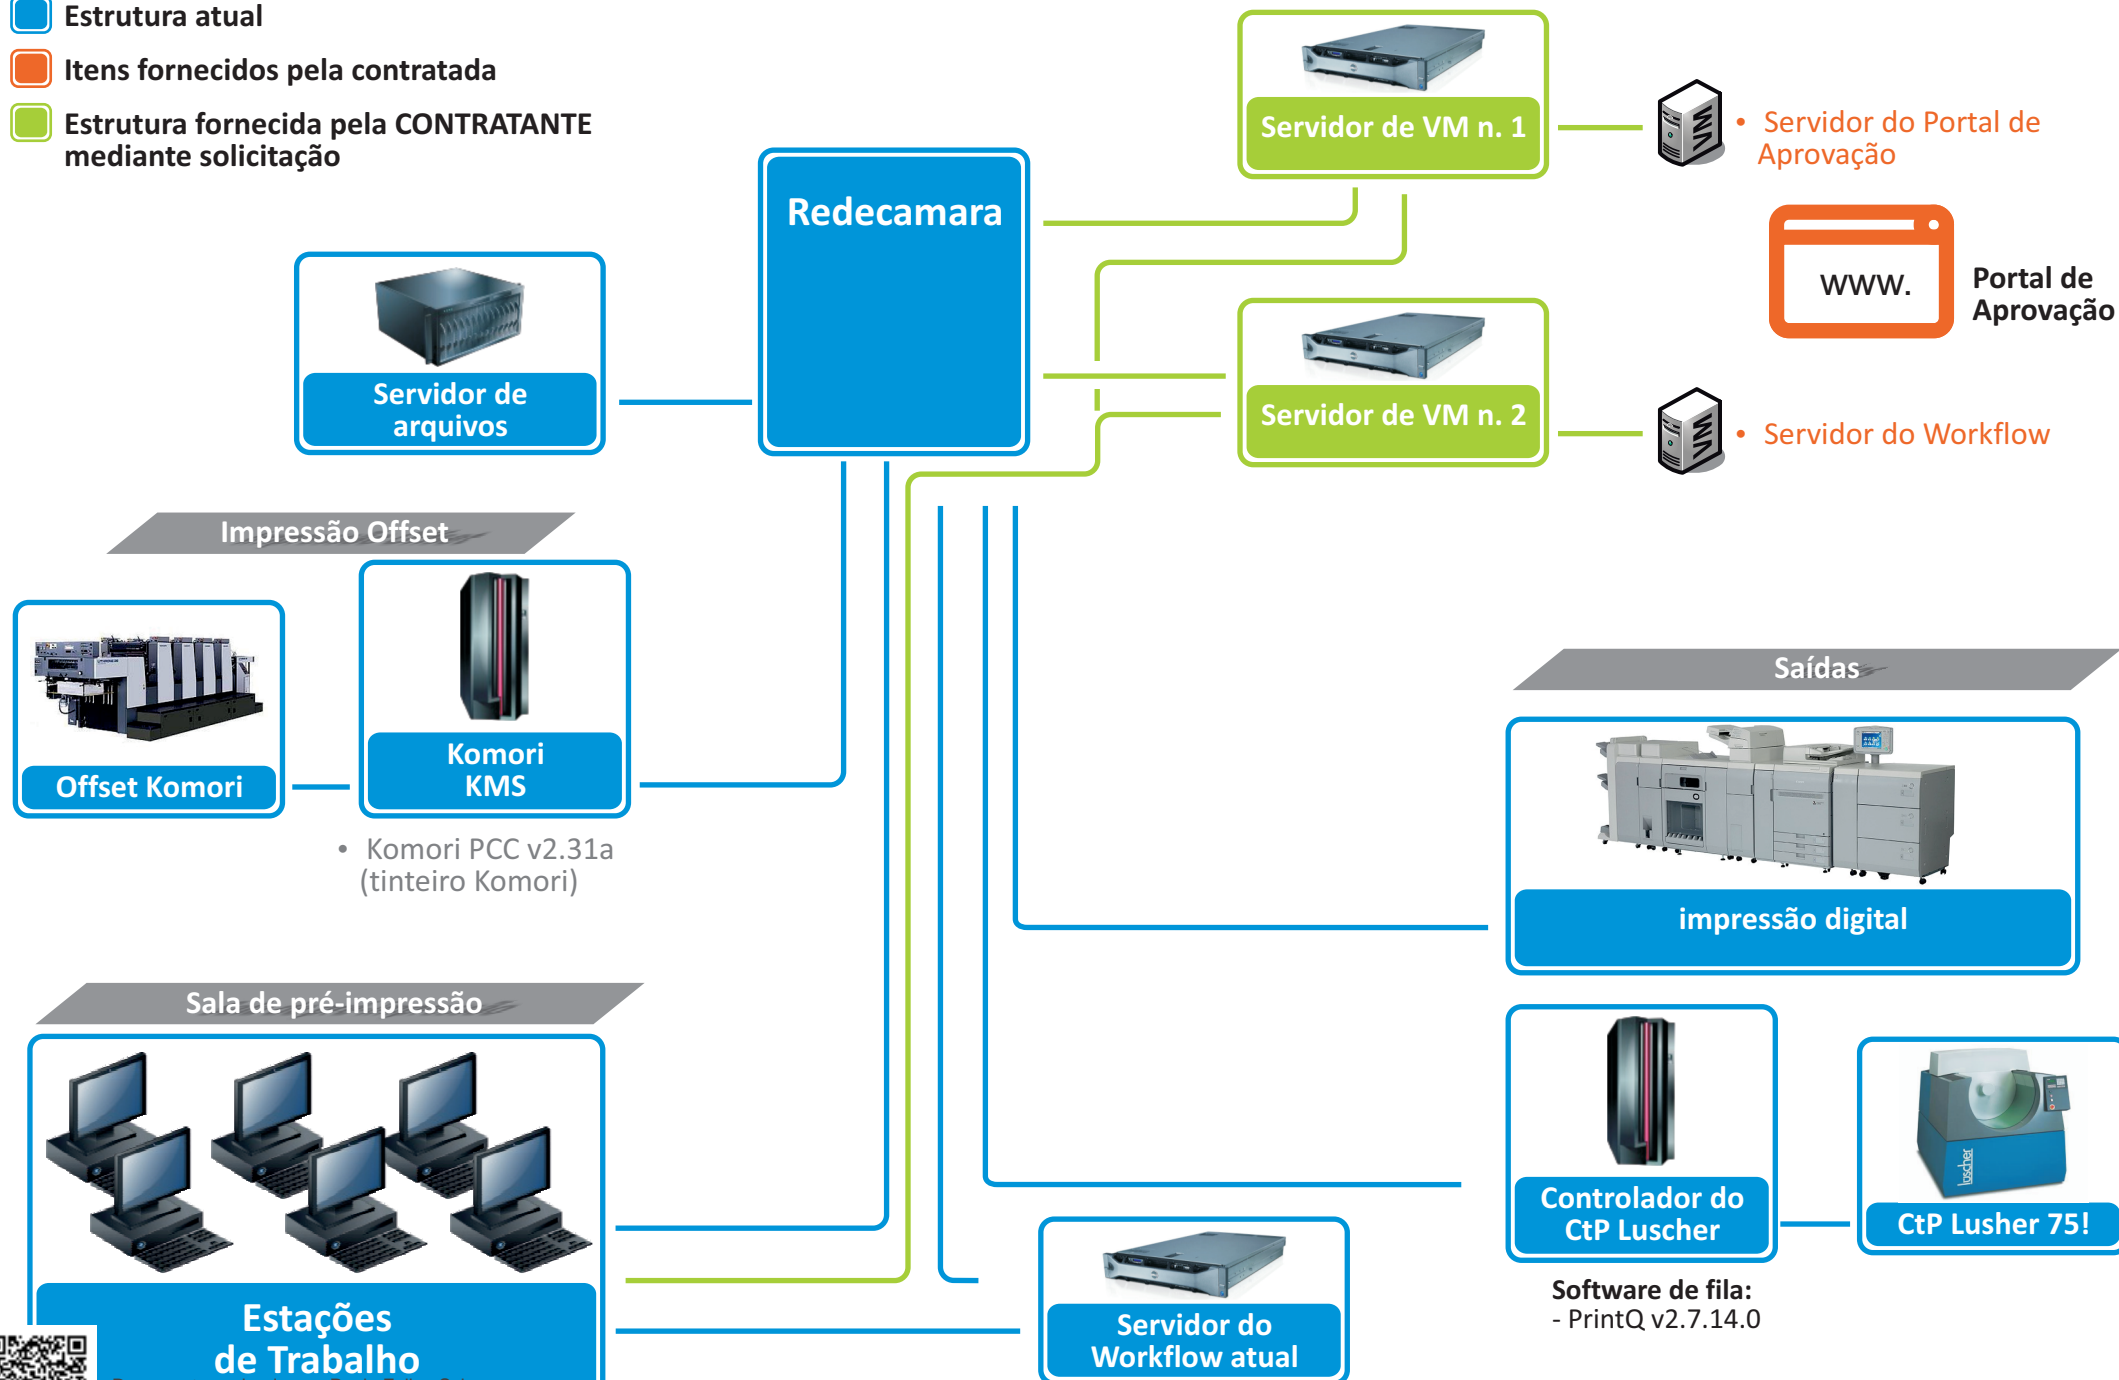 Estrutura atual
Itens fornecidos pela contratada
Estrutura fornecida pela CONTRATANTE
mediante solicitação
Servidor de VM n. 1
VM
• Servidor do Portal de
Aprovação
Redecamara
www.
Portal de
Aprovação
Servidor de
arquivos
Servidor de VM n. 2
VM
• Servidor do Workflow
Impressão Offset
Offset Komori
Komori
KMS
• Komori PCC v2.31a
(tinteiro Komori)
Saídas
impressão digital
Sala de pré-impressão
Estações
de Trabalho
Servidor do
Workflow atual
Controlador do
CtP Luscher
Software de fila:
- PrintQ v2.7.14.0
luscher
CtP Lusher 75!